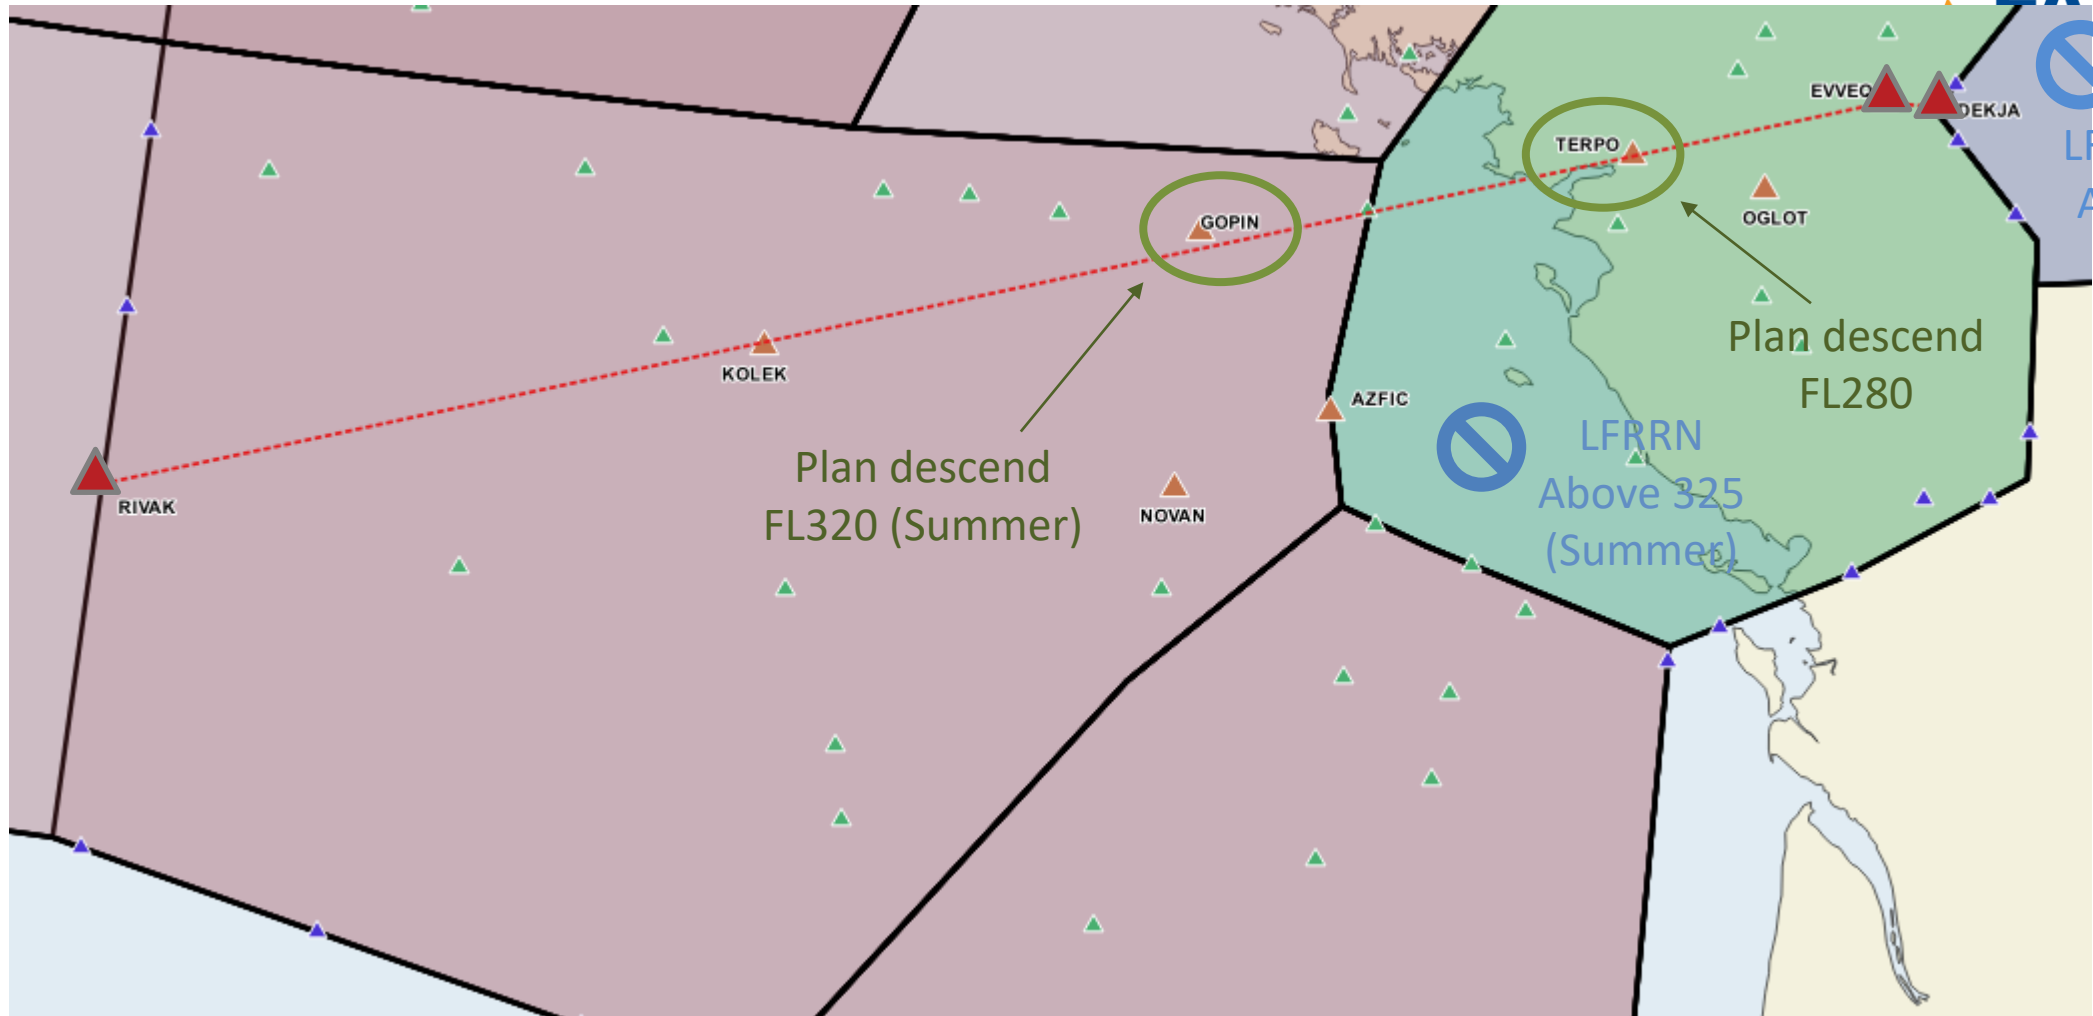 EVVEQ
DEKJA
TERPO
OGLOT
GOPIN
KOLEK
AZFIC
RIVAK
NOVAN
Plan descend
FL280
Plan descend
FL320 (Summer)
LFRRN
Above 325
(Summer)